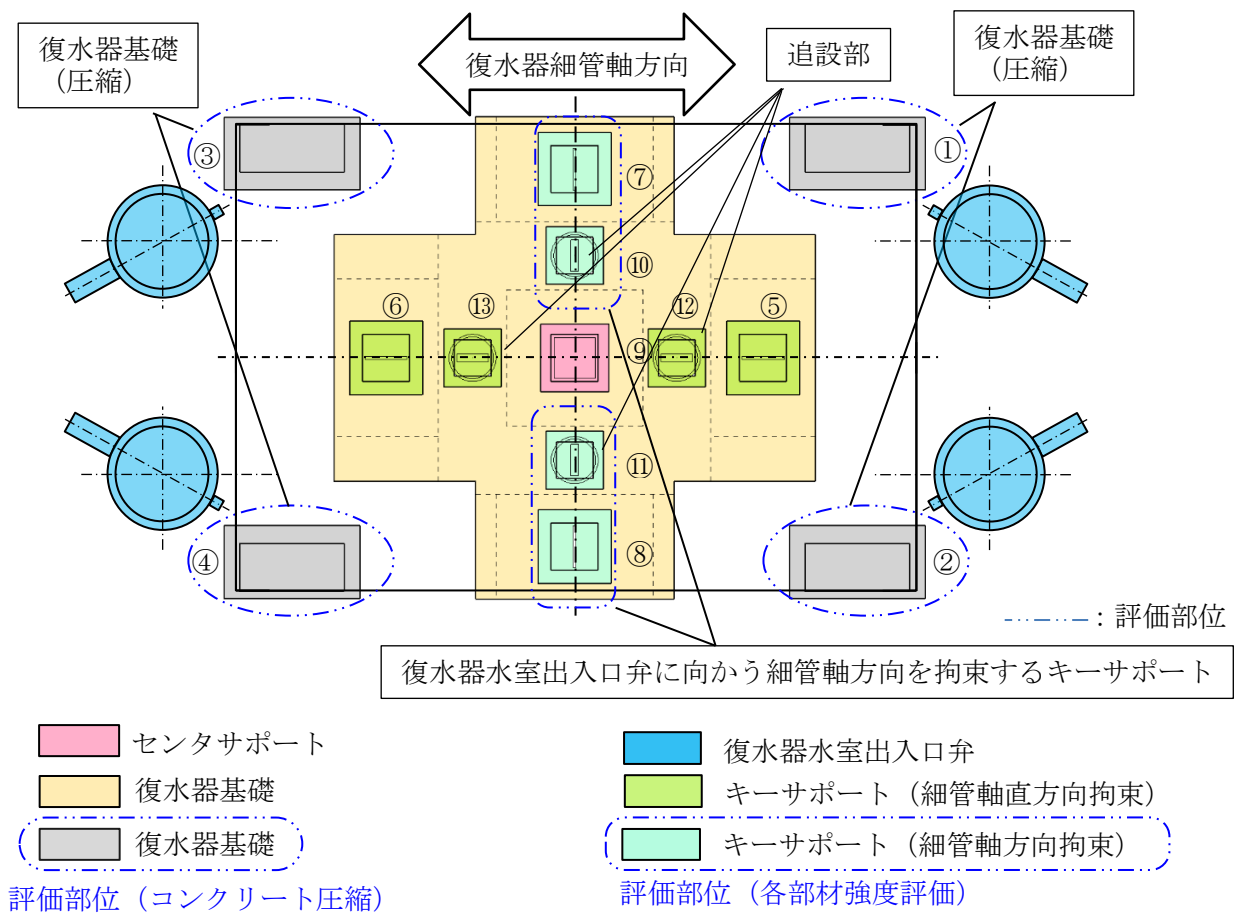 復水器基礎
(圧縮)
復水器細管軸方向
追設部
復水器基礎
(圧縮)
③
①
⑦
⑩
⑥
⑬
⑫
⑤
⑨
⑪
④
⑧
②
：評価部位
復水器水室出入口弁に向かう細管軸方向を拘束するキーサポート
センタサポート
復水器基礎
復水器基礎
評価部位（コンクリート圧縮）
復水器水室出入口弁
キーサポート（細管軸直方向拘束）
キーサポート（細管軸方向拘束）
評価部位（各部材強度評価）